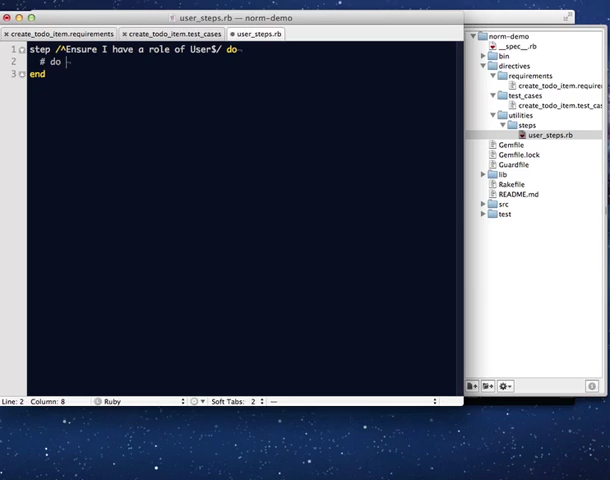 user_steps.rb — norm-demo
create_todo_item.requirements
create_todo_item.test_cases
user_steps.rb
1 step /^Ensure I have a role of User$/ do
2 # do
3 end
Line: 2 Column: 8
Ruby
Soft Tabs: 2
—
norm-demo
__spec__.rb
bin
directives
requirements
create_todo_item.require
test_cases
create_todo_item.test_cas
utilities
steps
user_steps.rb
Gemfile
Gemfile.lock
Guardfile
lib
Rakefile
README.md
src
test